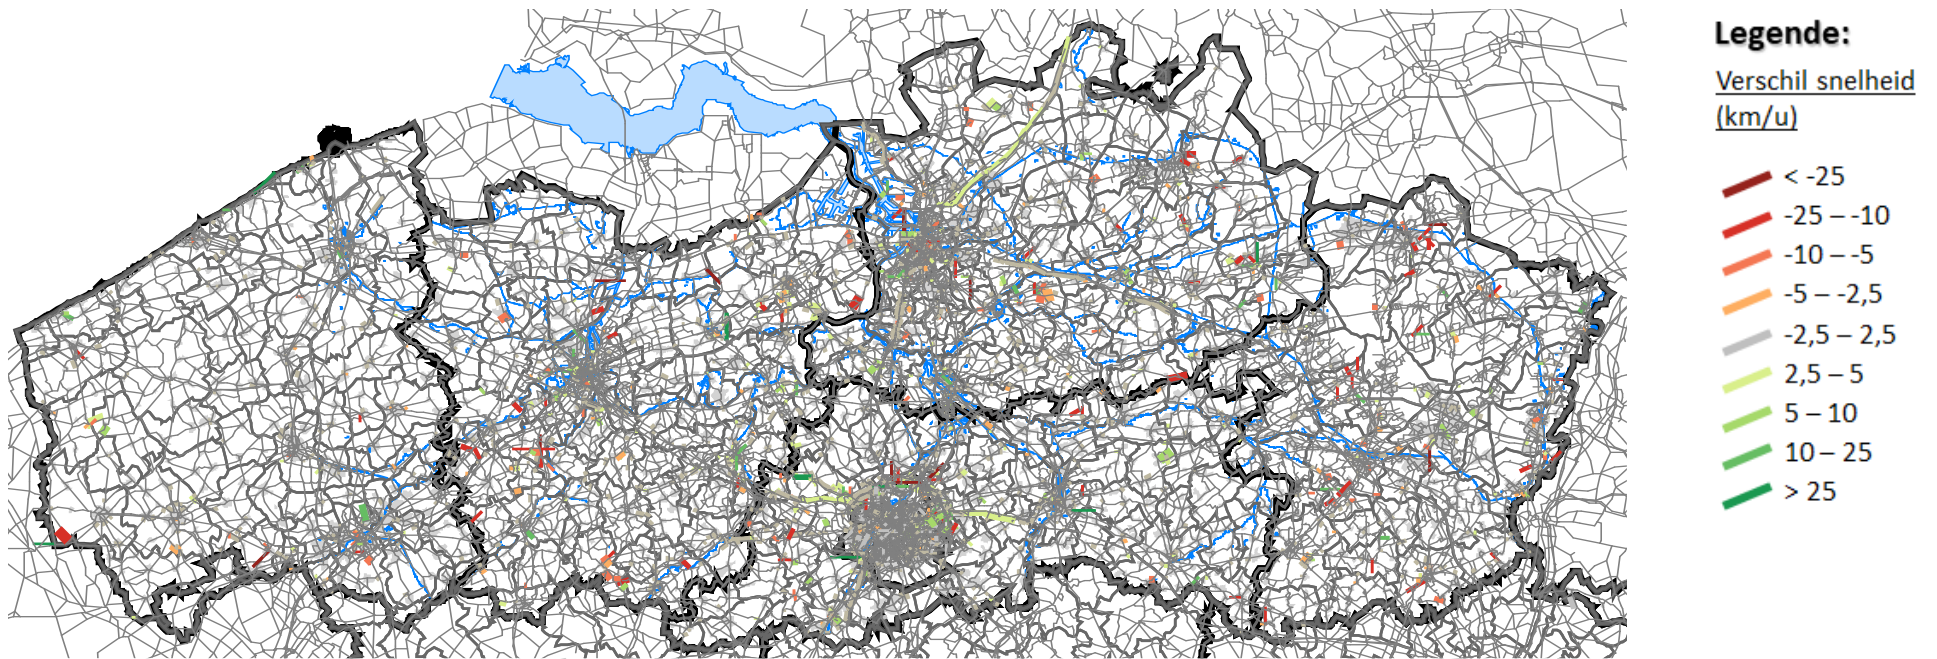 Legende:
Verschil snelheid
(km/u)
< -25
-25 – -10
-10 – -5
-5 – -2,5
-2,5 – 2,5
2,5 – 5
5 – 10
10 – 25
> 25